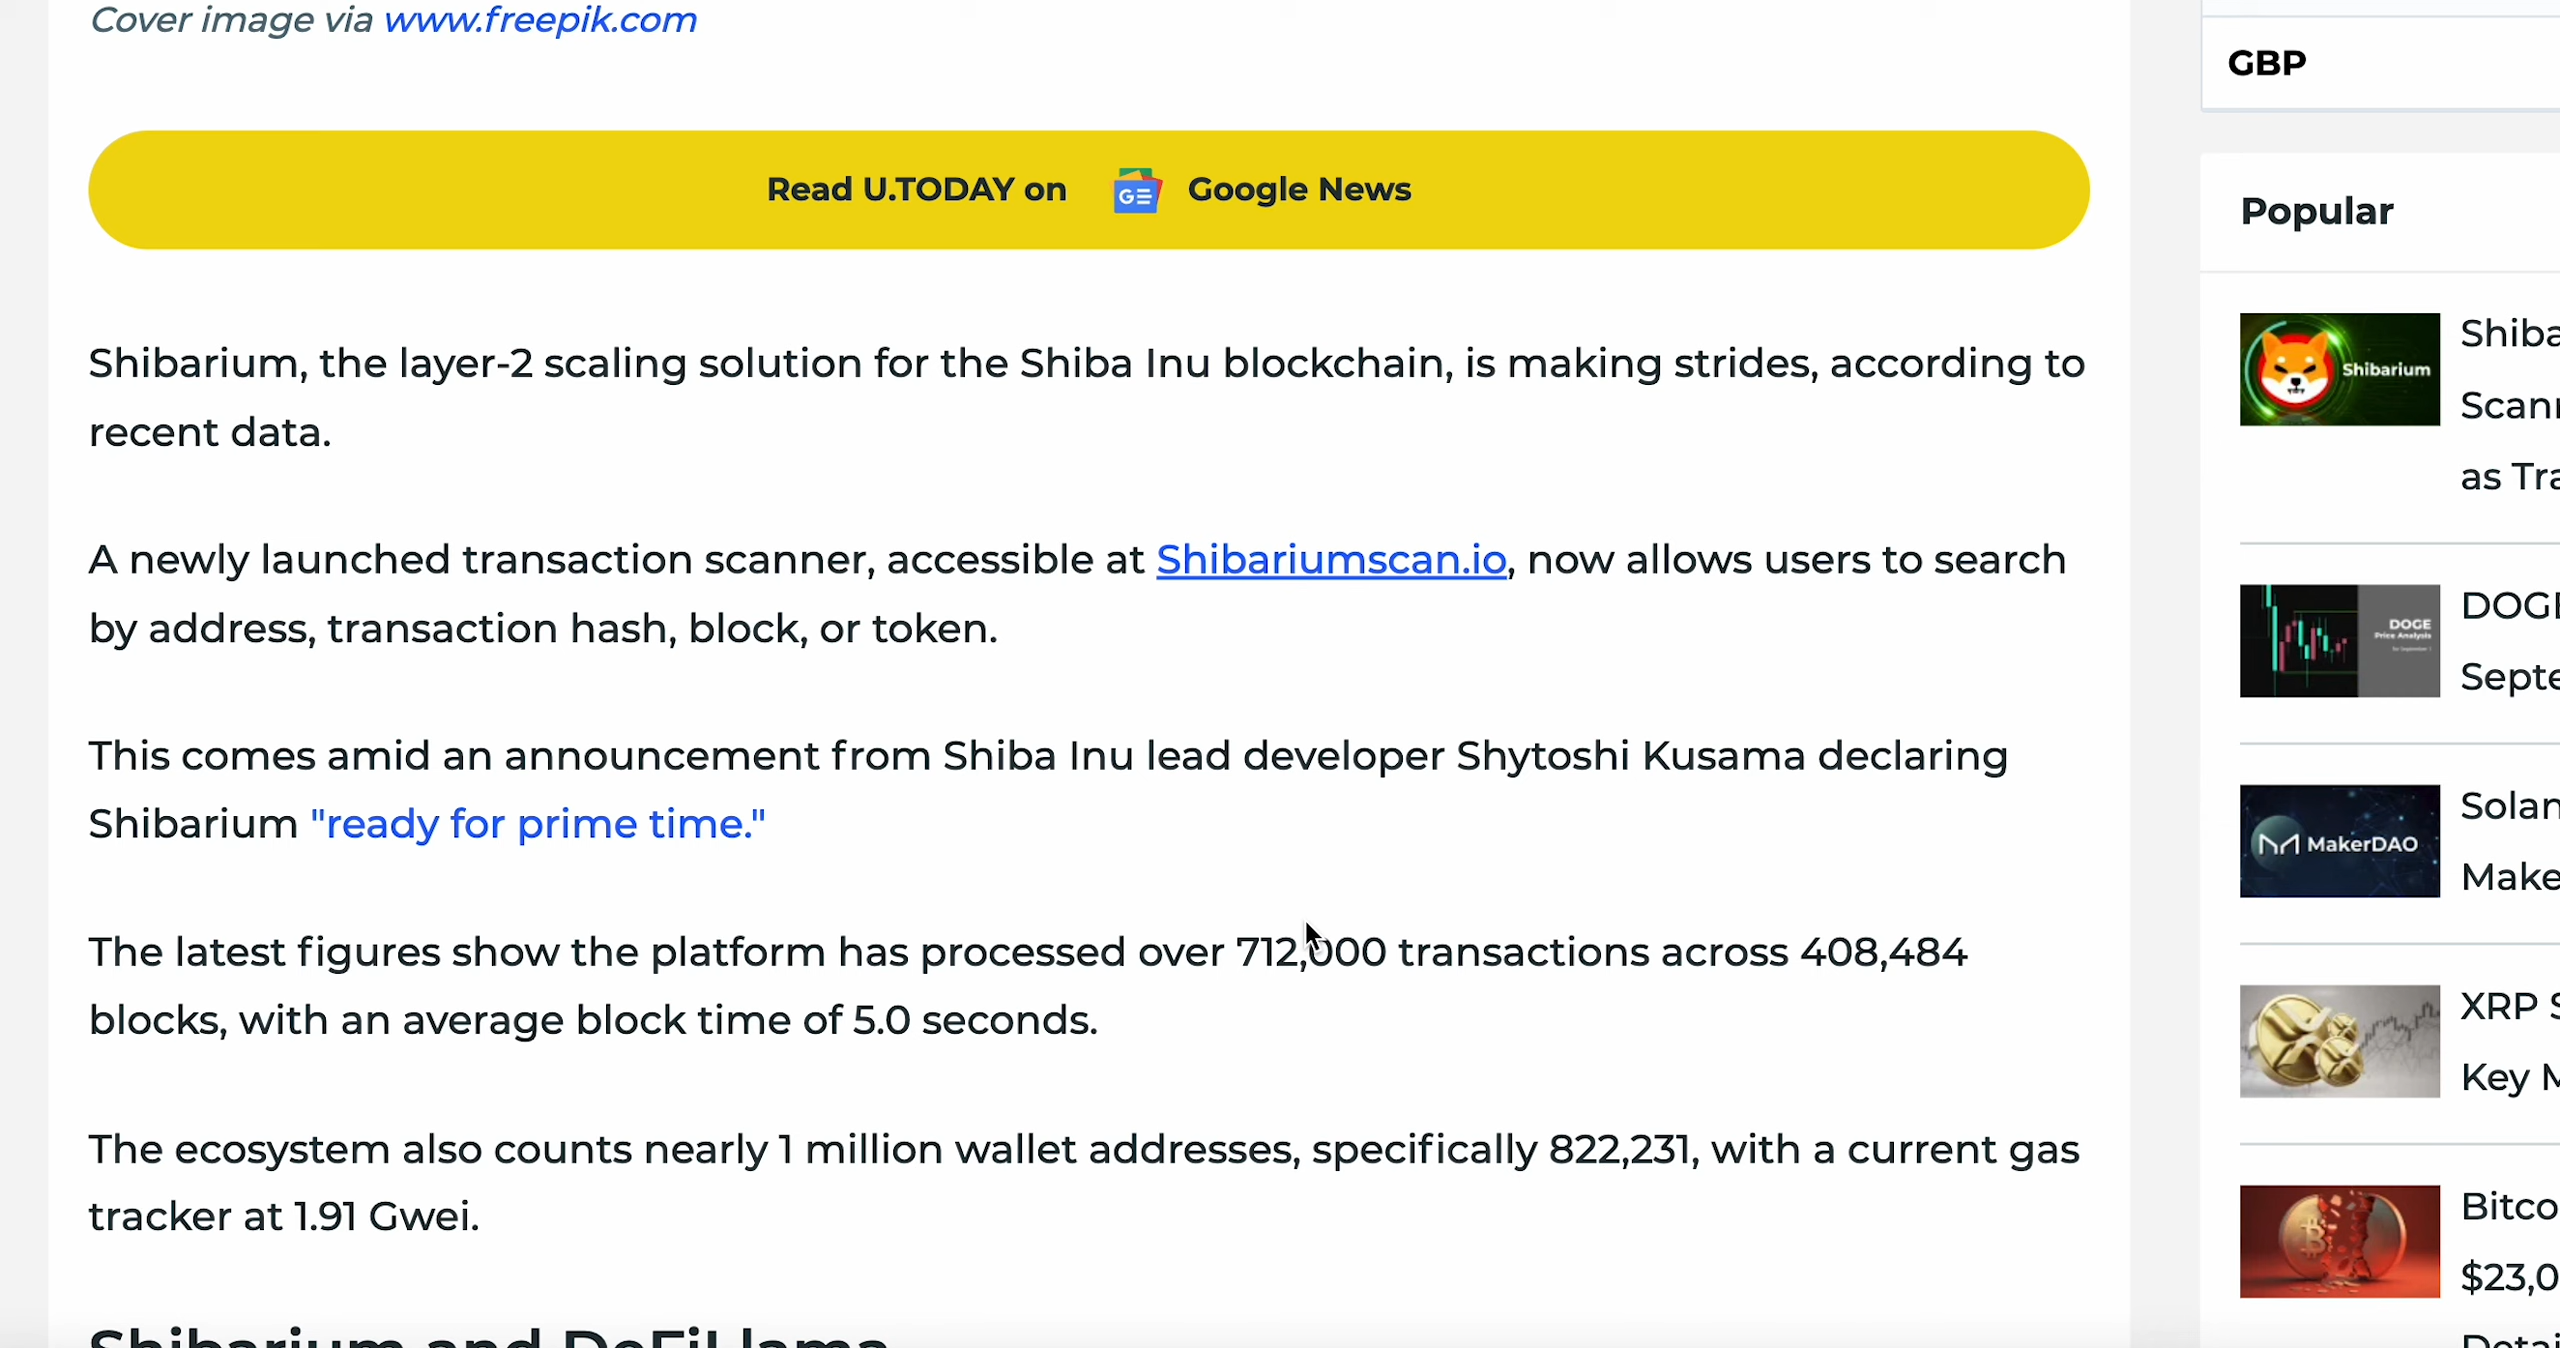 Cover image via www.freepik.com
Read U.TODAY on Google News
Shibarium, the layer-2 scaling solution for the Shiba Inu blockchain, is making strides, according to
recent data.
A newly launched transaction scanner, accessible at Shibariumscan.io, now allows users to search
by address, transaction hash, block, or token.
This comes amid an announcement from Shiba Inu lead developer Shytoshi Kusama declaring
Shibarium "ready for prime time."
The latest figures show the platform has processed over 712,000 transactions across 408,484
blocks, with an average block time of 5.0 seconds.
The ecosystem also counts nearly 1 million wallet addresses, specifically 822,231, with a current gas
tracker at 1.91 Gwei.
Shibarium and DeFiLlama
GBP
Popular
Shibarium
Shiba
Scan
as Tra
DOGE
Price Analysis
DOGE
Septe
MakerDAO
Solan
Make
XRP S
Key M
Bitco
$23,0
Detai